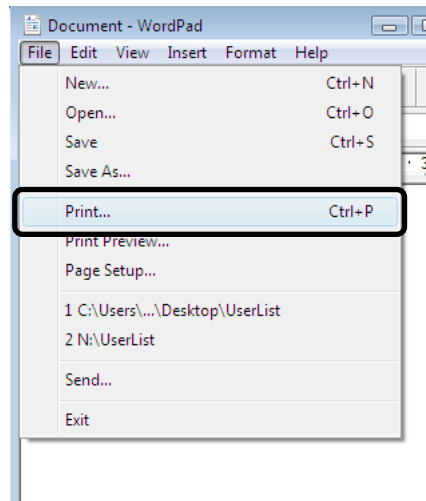 Document - WordPad
File Edit View Insert Format Help
New... Ctrl+N
Open... Ctrl+O
Save Ctrl+S
Save As...
Print... Ctrl+P
Print Preview...
Page Setup...
1 C:\Users\...\Desktop\UserList
2 N:\UserList
Send...
Exit